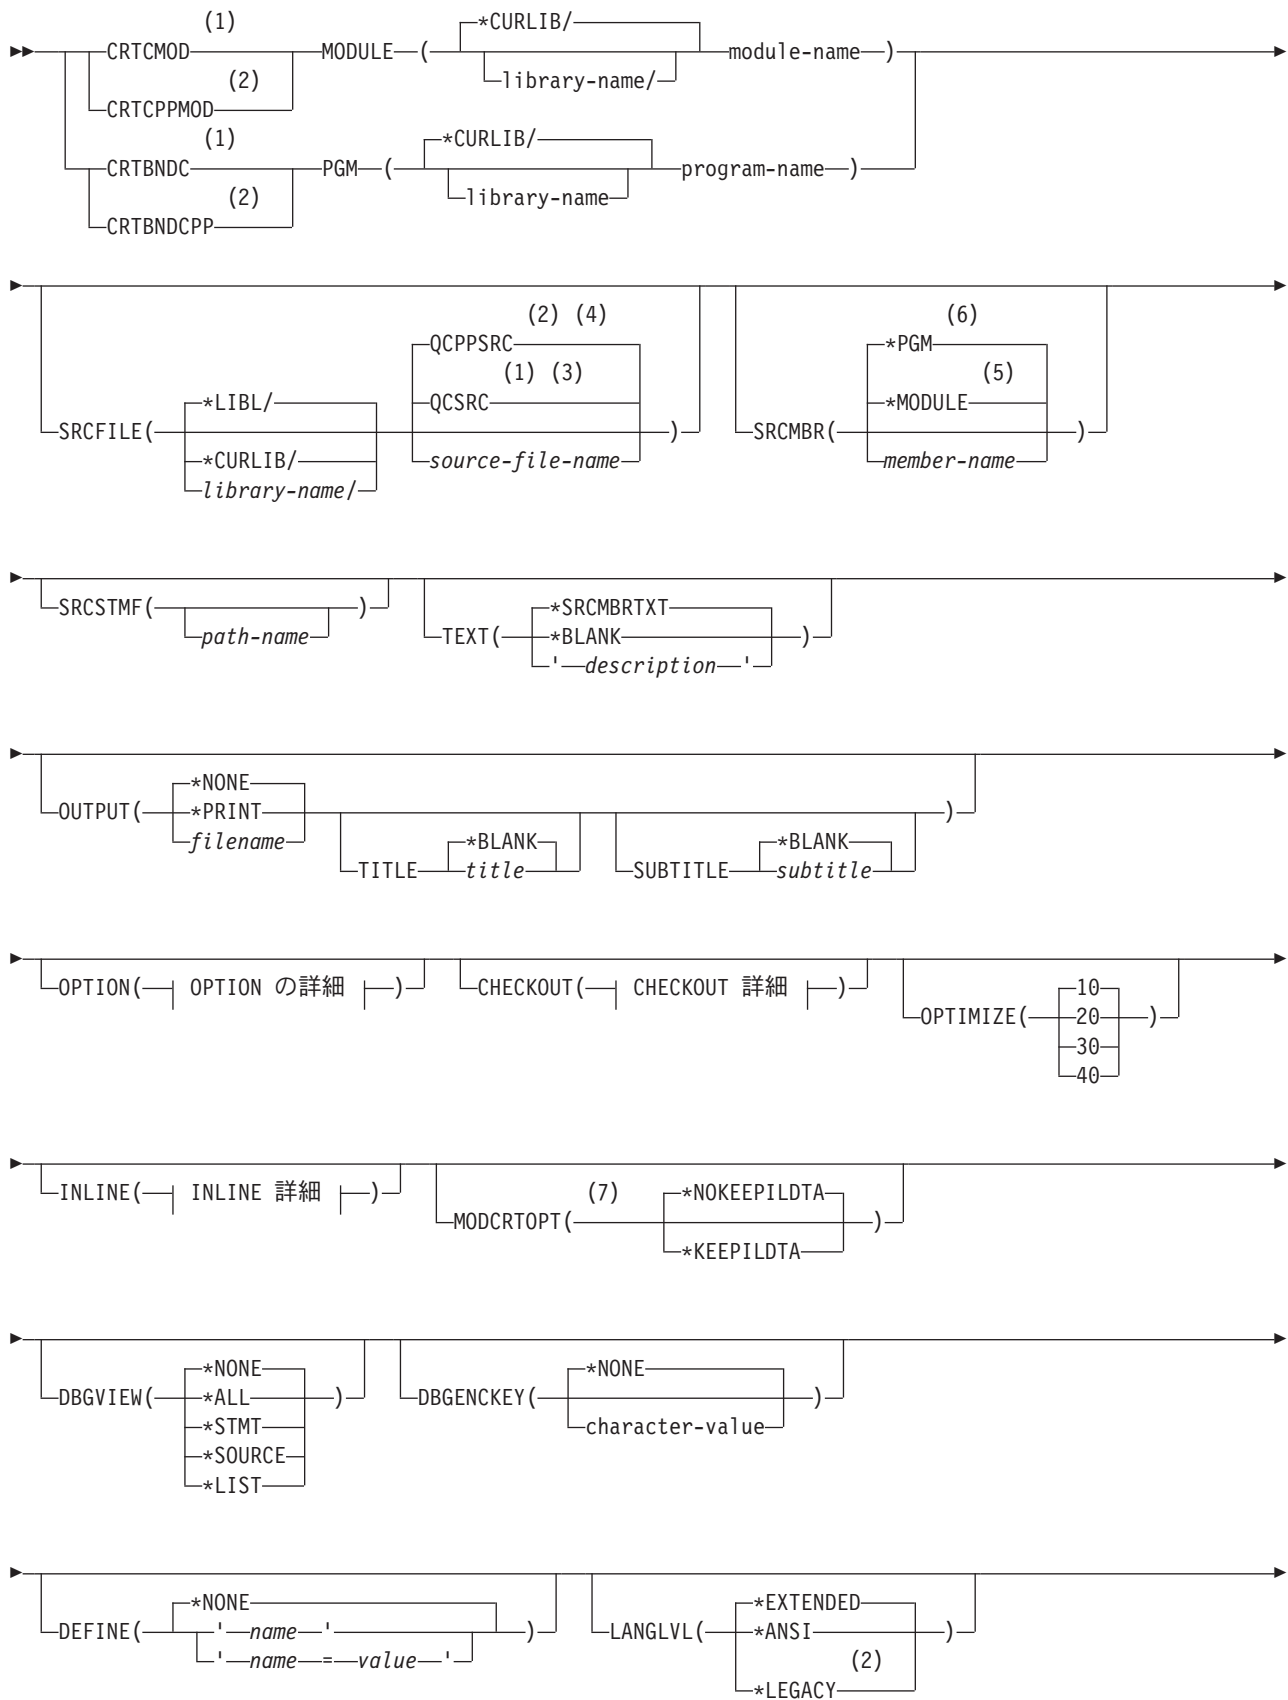 (1)
*CURLIB/
CRTCMOD MODULE ( module-name )
(2) library-name/
CRTCPPMOD
(1) *CURLIB/
CRTBNDC PGM ( program-name )
(2) library-name
CRTBNDCPP
(2) (4) (6)
QCPPSRC *PGM
(1) (3) (5)
*LIBL/ QCSRC *MODULE
SRCFILE( ) SRCMBR( )
*CURLIB/ source-file-name member-name
library-name/
*SRCMBRTXT
SRCSTMF( ) TEXT( *BLANK )
path-name ' description '
*NONE
OUTPUT( *PRINT )
filename *BLANK *BLANK
TITLE title SUBTITLE subtitle
OPTION( OPTION の詳細 ) CHECKOUT( CHECKOUT 詳細 ) 10
OPTIMIZE( 20 )
30
40
INLINE( INLINE 詳細 ) (7) *NOKEEPILDTA
MODCRTOPT( )
*KEEPILDTA
*NONE *NONE
DBGVIEW( *ALL ) DBGENCKEY( )
*STMT character-value
*SOURCE
*LIST
*NONE *EXTENDED
DEFINE( ' name ' ) LANGLVL( *ANSI )
' name = value ' (2)
*LEGACY